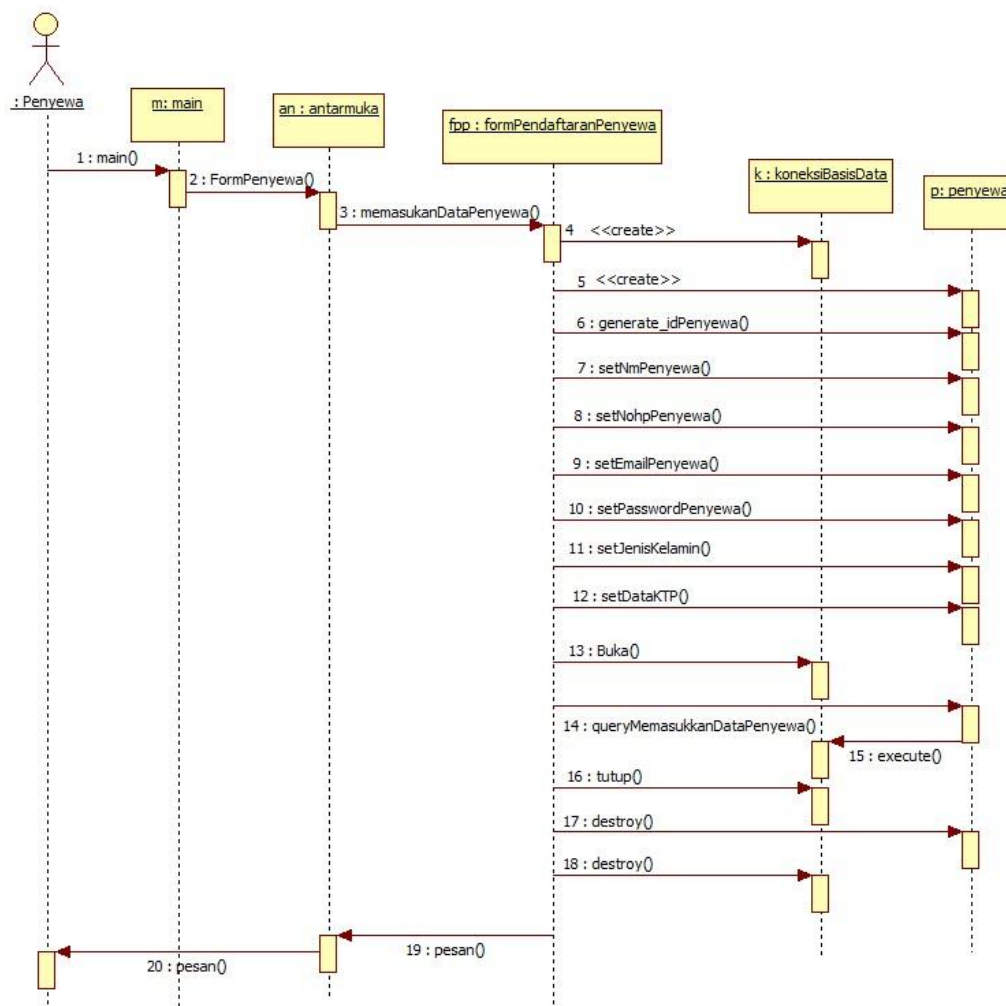 : Penyewa
m: main
an : antarmuka
fpp : formPendaftaranPenyewa
k : koneksiBasisData
p: penyewa
1 : main()
2 : FormPenyewa()
3 : memasukanDataPenyewa()
4 <<create>>
5 <<create>>
6 : generate_idPenyewa()
7 : setNmPenyewa()
8 : setNohpPenyewa()
9 : setEmailPenyewa()
10 : setPasswordPenyewa()
11 : setJenisKelamin()
12 : setDataKTP()
13 : Buka()
14 : queryMemasukkanDataPenyewa()
15 : execute()
16 : tutup()
17 : destroy()
18 : destroy()
19 : pesan()
20 : pesan()